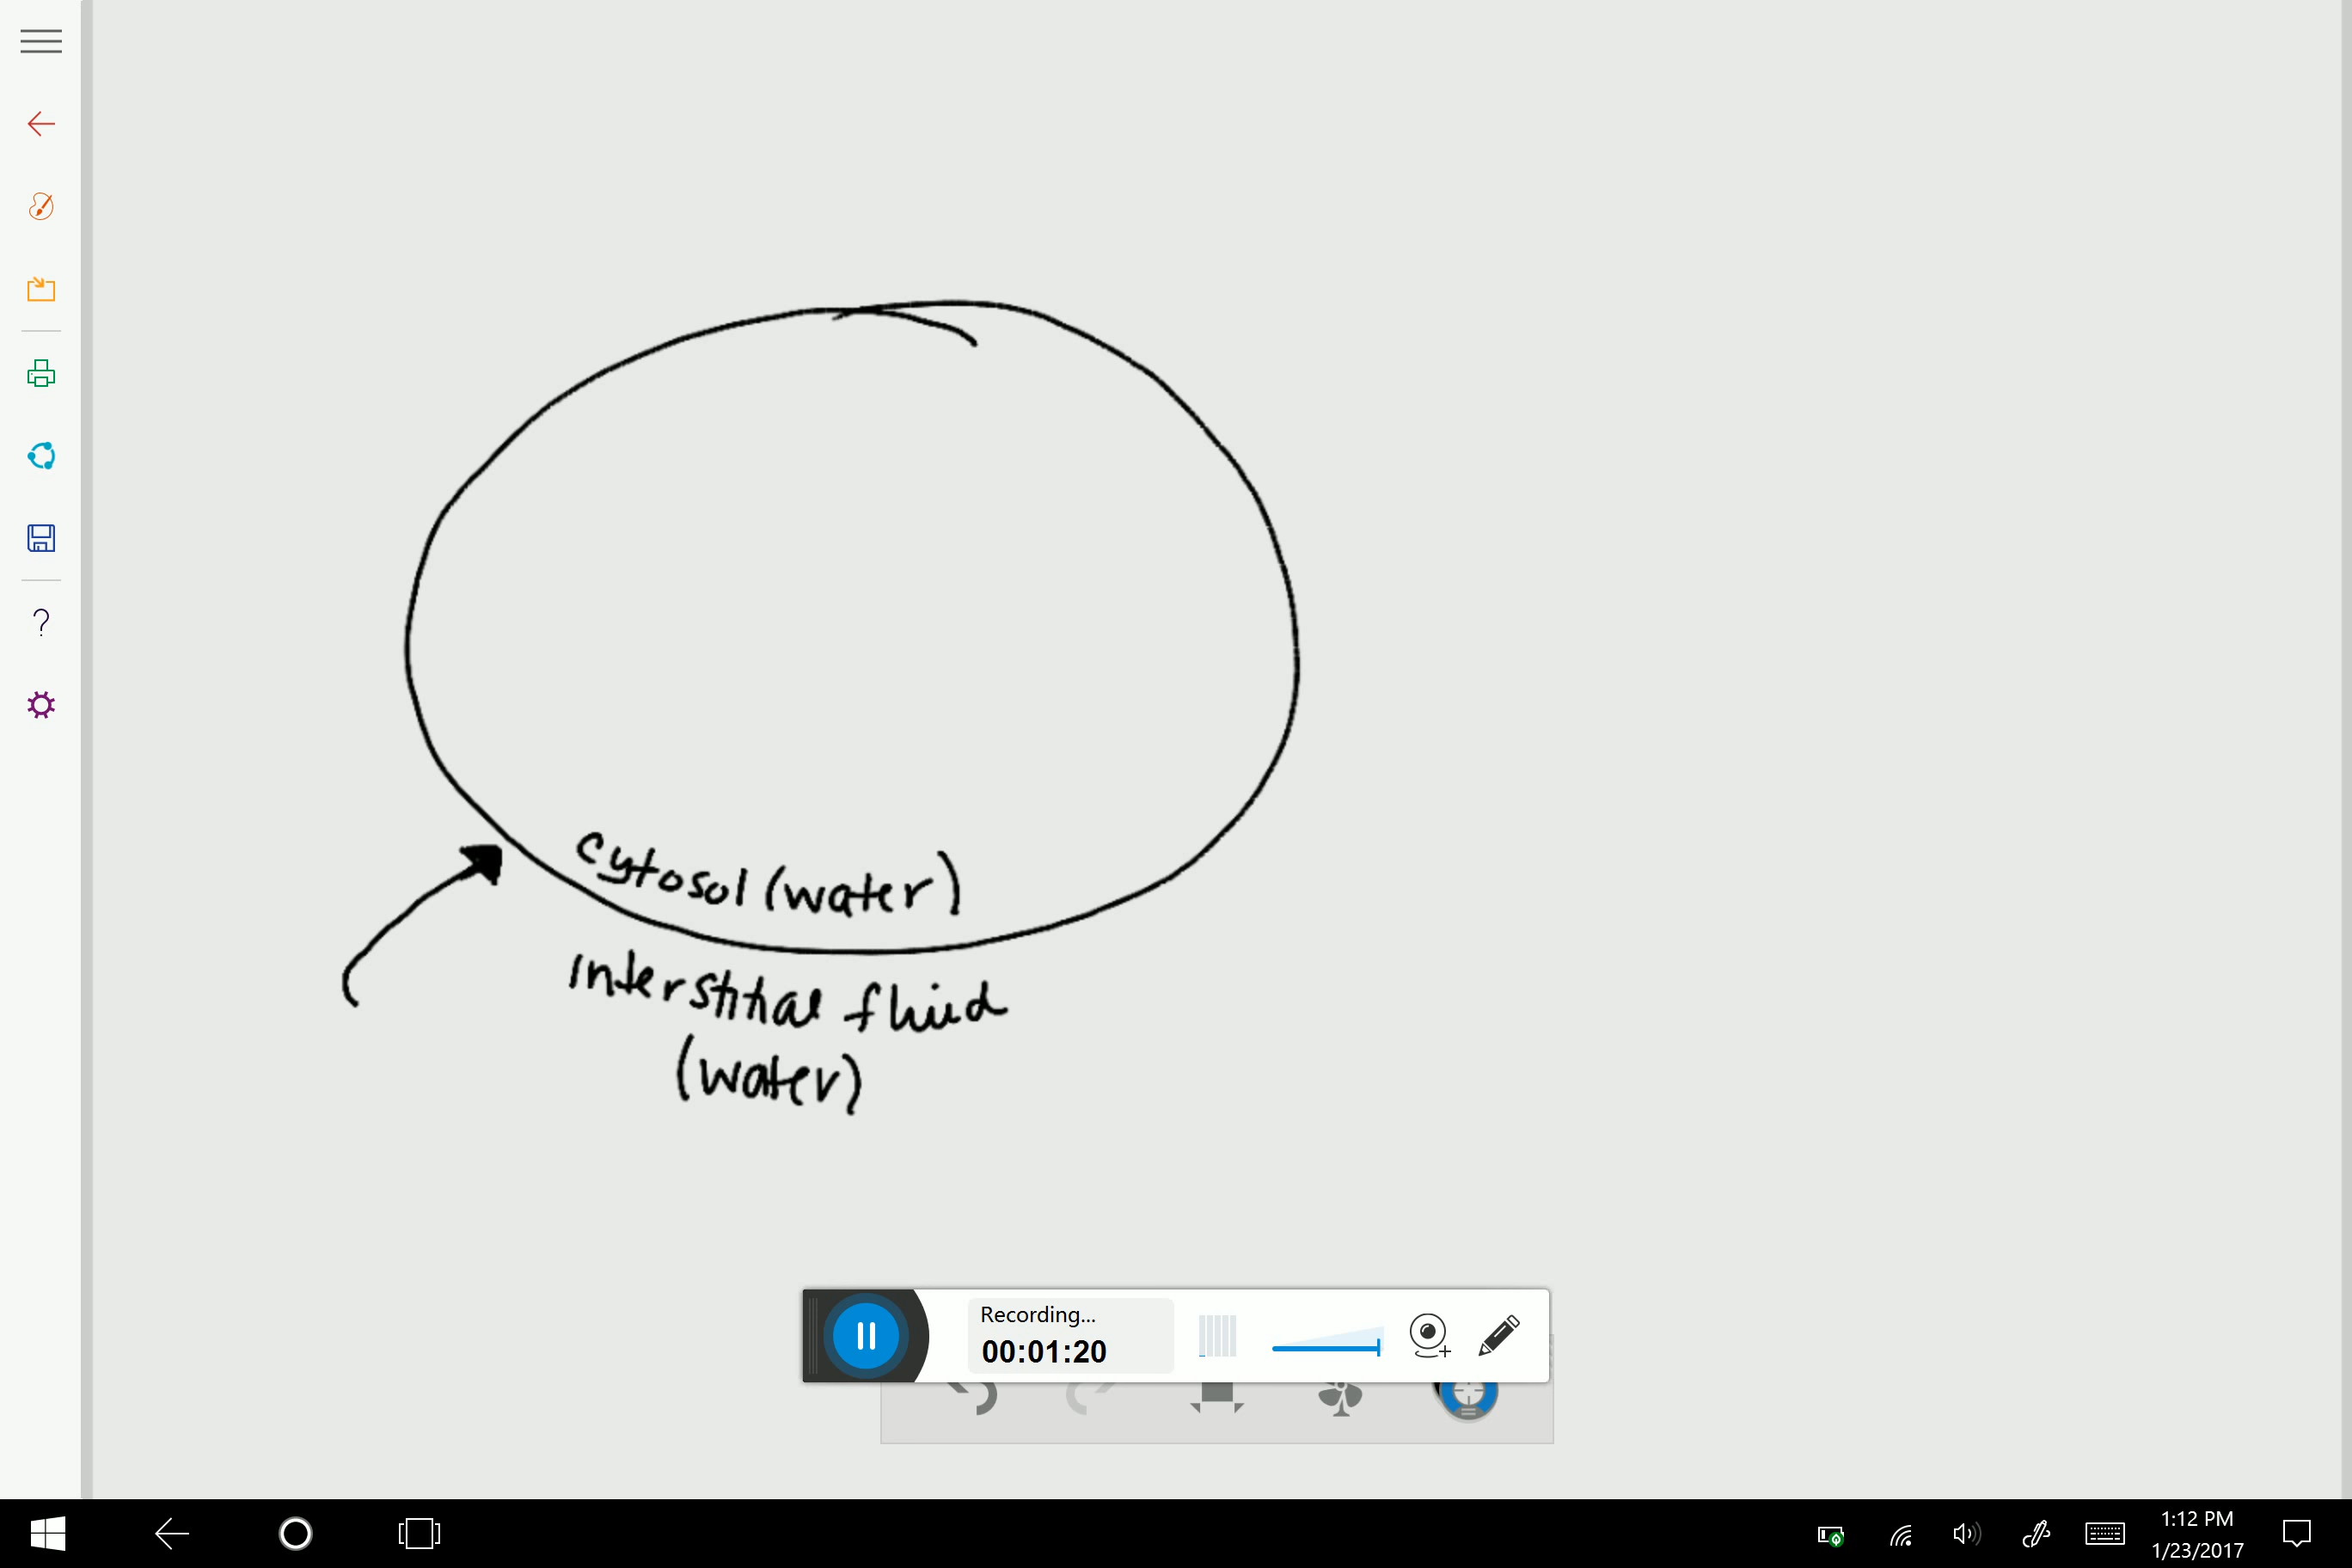 cytosol (water)
Interstitial fluid
(water)
Recording...
00:01:20
1:12 PM
1/23/2017